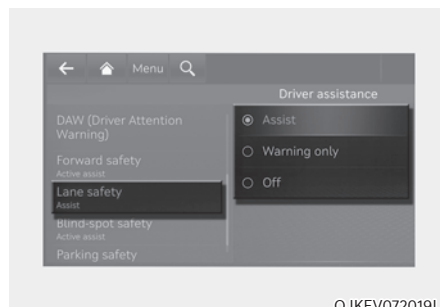 Menu
Driver assistance
DAW (Driver Attention
Warning)
Forward safety
Active assist
Lane safety
Assist
Blind-spot safety
Active assist
Parking safety
Assist
Warning only
Off